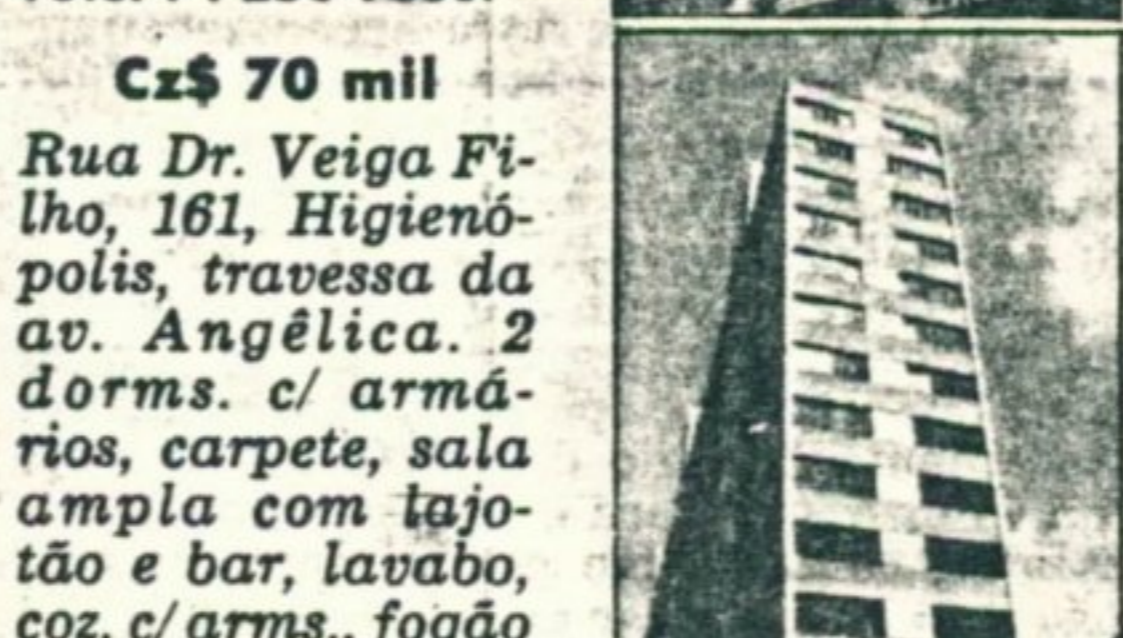 Cz$ 70 mil
Rua Dr. Veiga Fi-
lho, 161, Higienó-
polis, travessa da
av. Angêlica. 2
dorms. c/ armá-
rios, carpete, sala
ampla com lajo-
tão e bar, lavabo,
coz. c/ arms., fogão